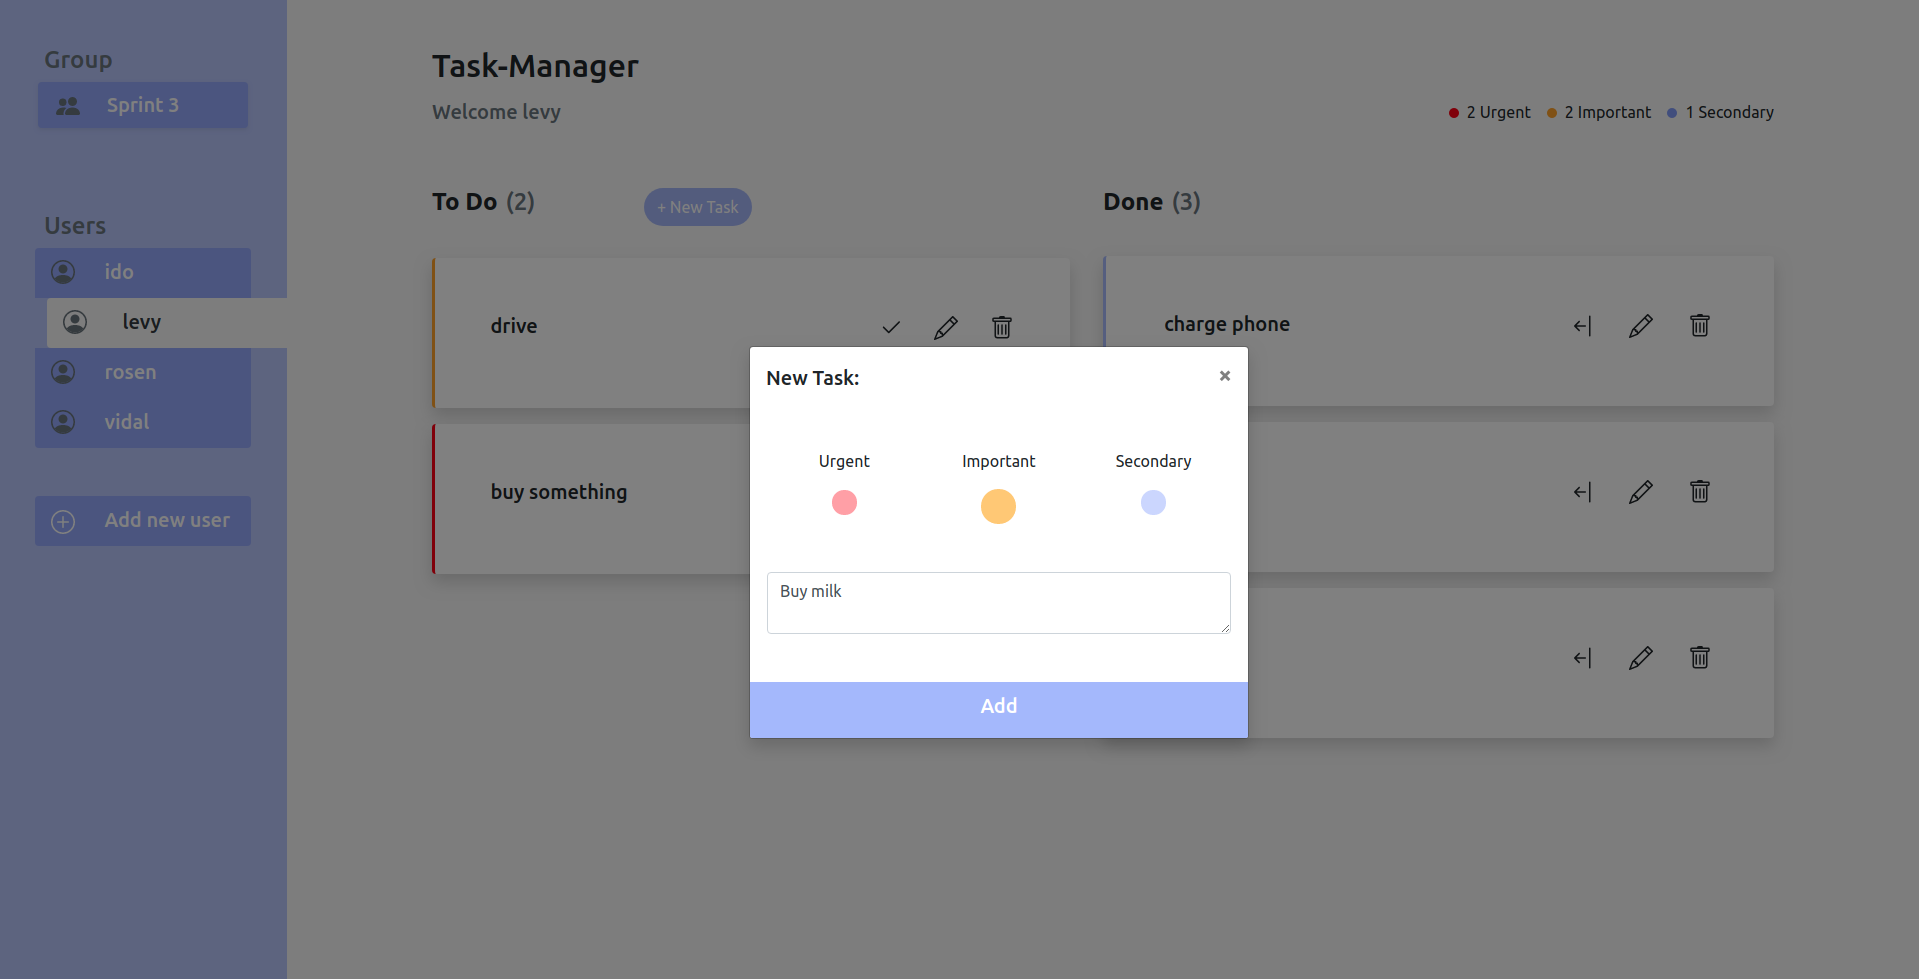 Group
Sprint 3
Users
ido
levy
rosen
vidal
Add new user
Task-Manager
Welcome levy
2 Urgent 2 Important 1 Secondary
To Do (2)
+ New Task
drive
buy something
Done (3)
charge phone
New Task:
×
Urgent Important Secondary
Buy milk
Add